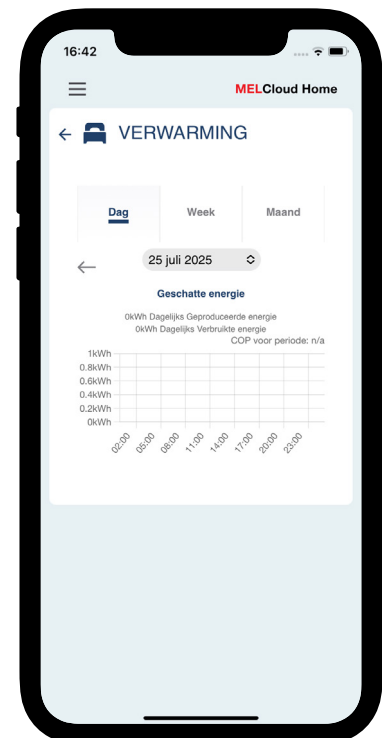 16:42
MELCloud Home
VERWARMING
Dag Week Maand
25 juli 2025
Geschatte energie
0kWh Dagelijks Geproduceerde energie
0kWh Dagelijks Verbruikte energie
COP voor periode: n/a
1kWh
0.8kWh
0.6kWh
0.4kWh
0.2kWh
0kWh
02:00 05:00 08:00 11:00 14:00 17:00 20:00 23:00